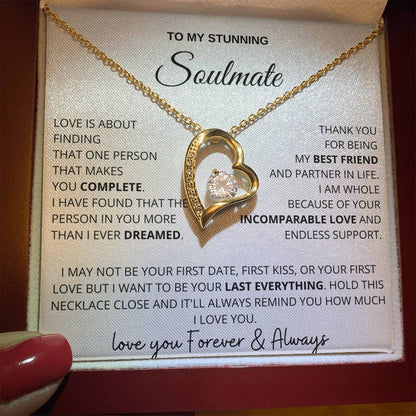 TO MY STUNNING
Soulmate
LOVE IS ABOUT
FINDING
THAT ONE PERSON
THAT MAKES
YOU COMPLETE.
I HAVE FOUND THAT THE
PERSON IN YOU MORE
THAN I EVER DREAMED.
THANK YOU
FOR BEING
MY BEST FRIEND
AND PARTNER IN LIFE.
I AM WHOLE
BECAUSE OF YOUR
INCOMPARABLE LOVE AND
ENDLESS SUPPORT.
I MAY NOT BE YOUR FIRST DATE, FIRST KISS, OR YOUR FIRST
LOVE BUT I WANT TO BE YOUR LAST EVERYTHING. HOLD THIS
NECKLACE CLOSE AND IT'LL ALWAYS REMIND YOU HOW MUCH
I LOVE YOU.
love you Forever & Always